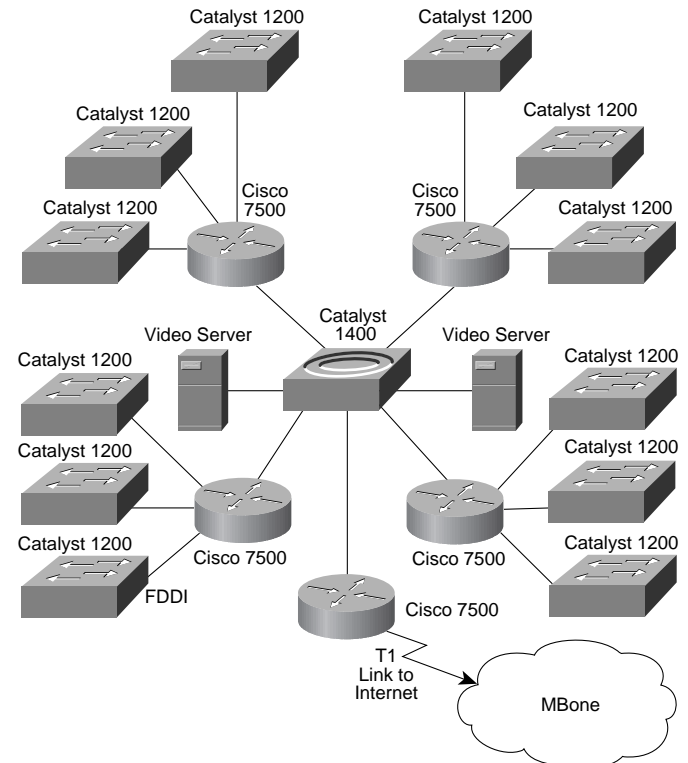 Catalyst 1200
Catalyst 1200
Catalyst 1200
Catalyst 1200
Cisco
7500
Cisco
7500
Catalyst 1200
Catalyst 1200
Catalyst
1400
Video Server
Video Server
Catalyst 1200
Catalyst 1200
Catalyst 1200
Catalyst 1200
Catalyst 1200
Catalyst 1200
Cisco 7500
Cisco 7500
FDDI
Cisco 7500
T1
Link to
Internet
MBone